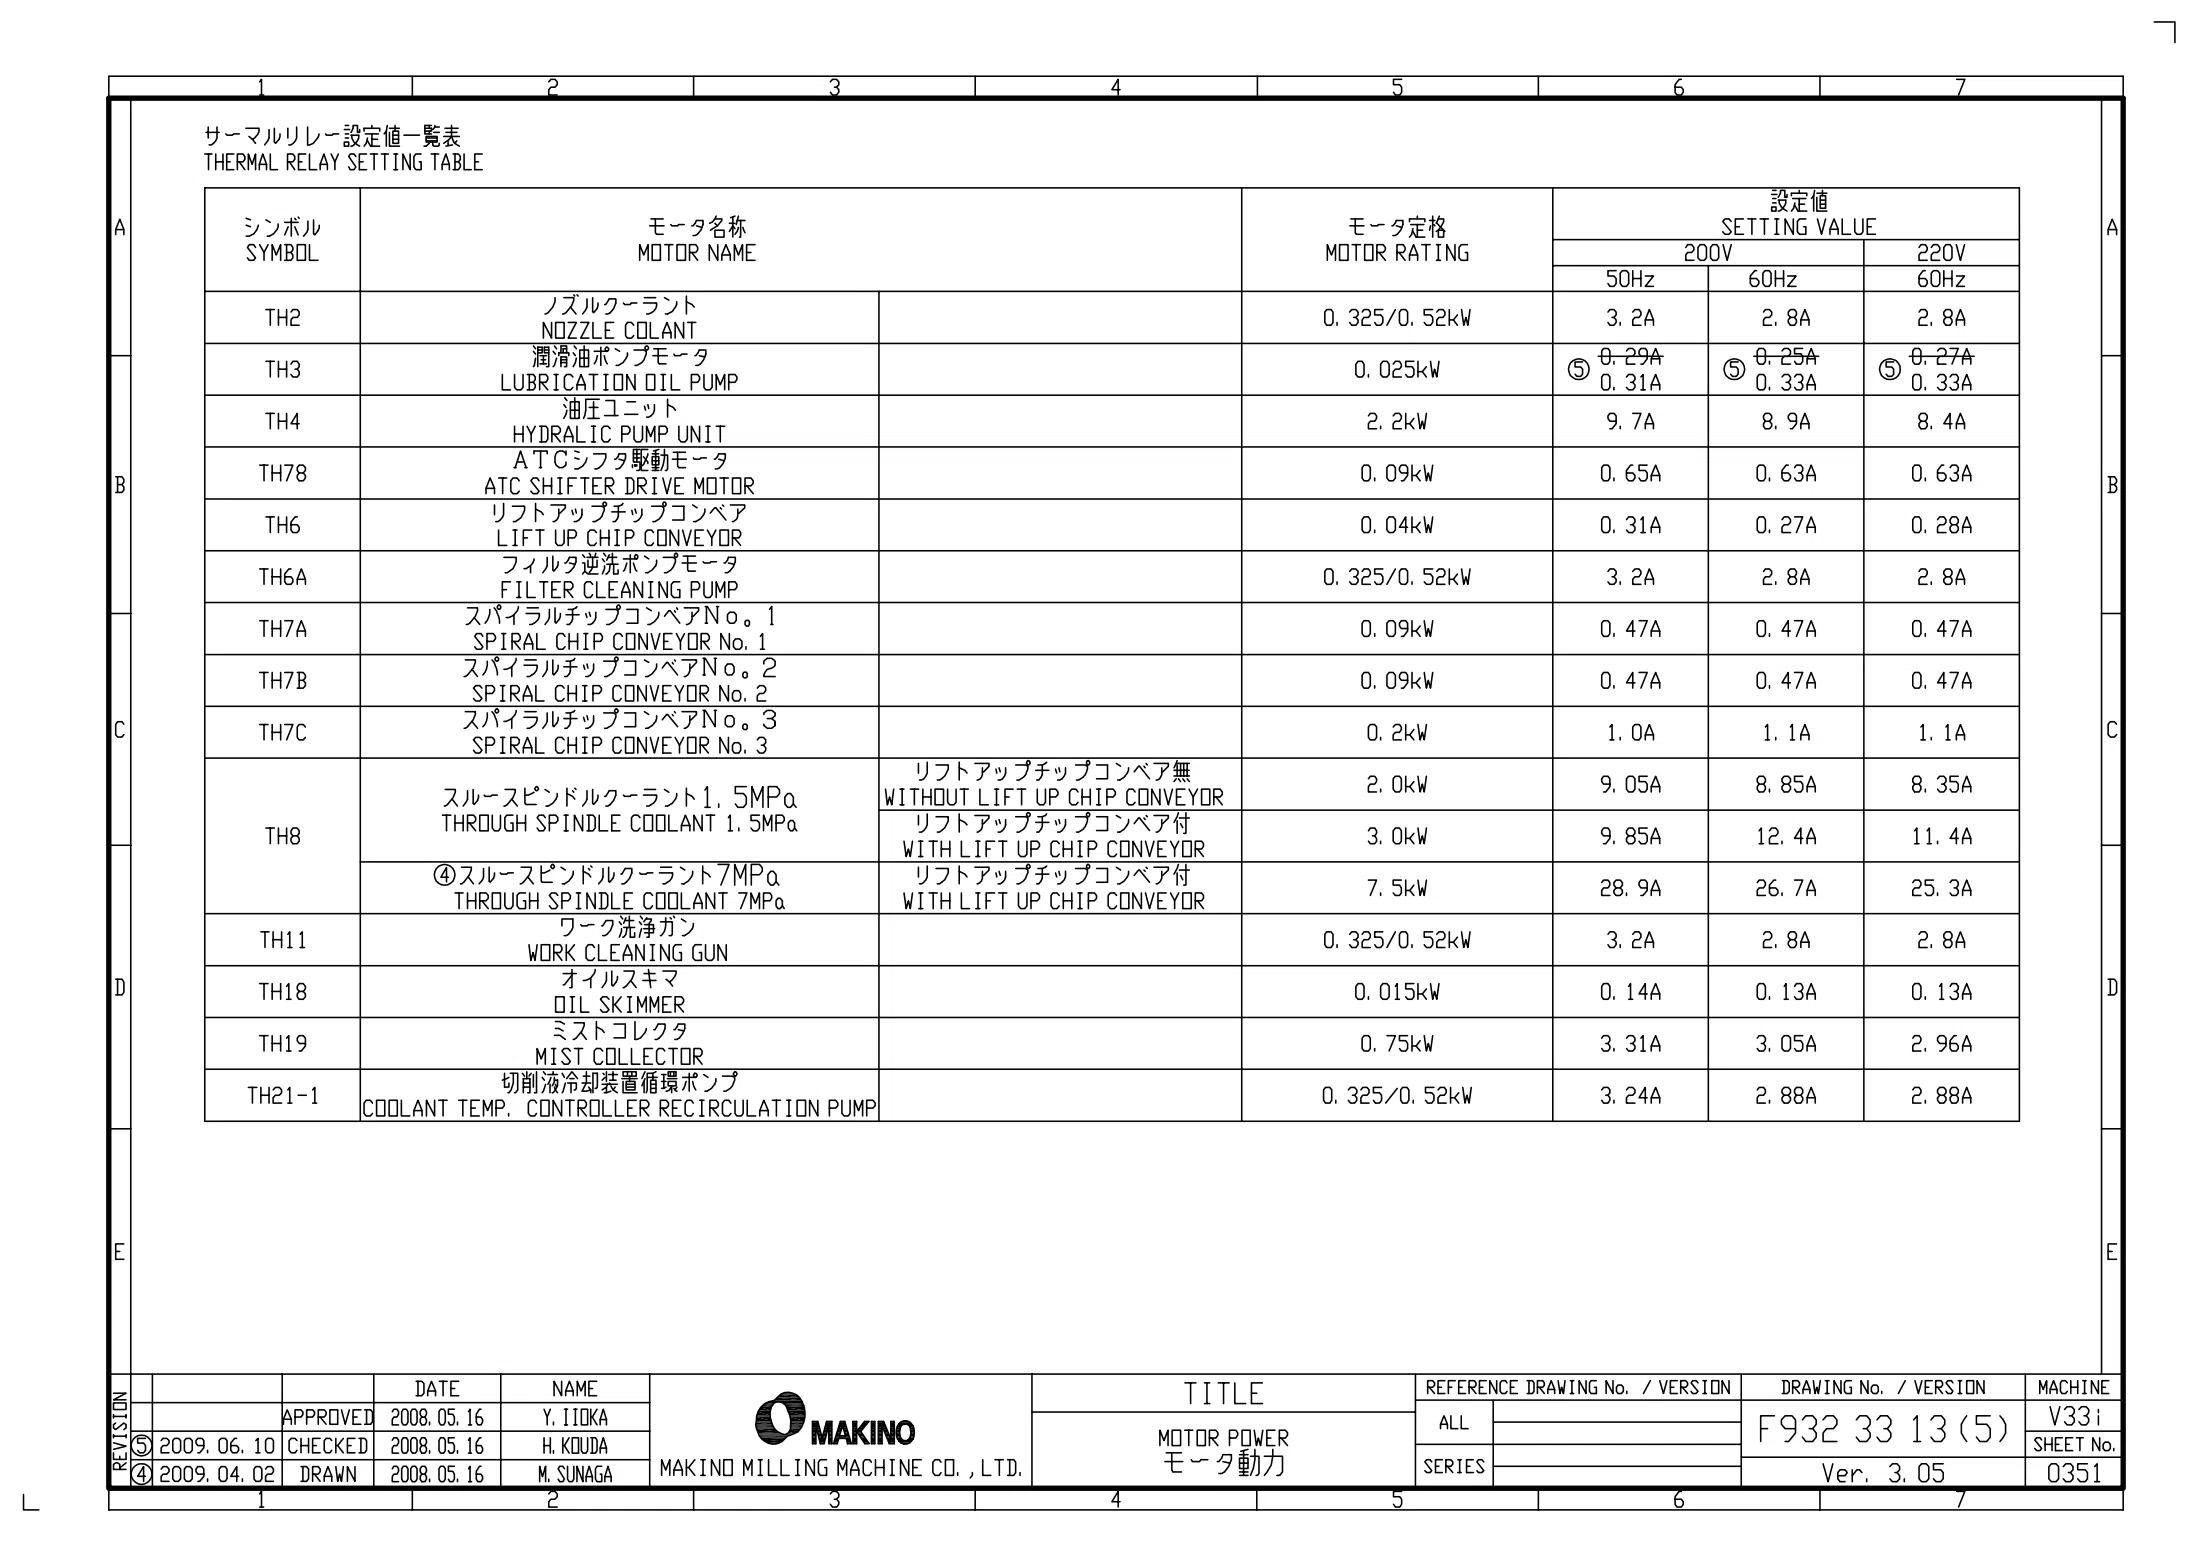 1 2 3 4 5 6 7
サーマルリレー設定値一覧表
THERMAL RELAY SETTING TABLE
シンボル
SYMBOL
モータ名称
MOTOR NAME
モータ定格
MOTOR RATING
設定値
SETTING VALUE
200V 220V
50Hz 60Hz 60Hz
TH2
ノズルクーラント
NOZZLE COLANT
0.325/0.52kW 3.2A 2.8A 2.8A
TH3
潤滑油ポンプモータ
LUBRICATION OIL PUMP
0.025kW
⑤ 0.29A ⑤ 0.25A ⑤ 0.27A
0.31A 0.33A 0.33A
TH4
油圧ユニット
HYDRALIC PUMP UNIT
2.2kW 9.7A 8.9A 8.4A
TH78
ATCシフタ駆動モータ
ATC SHIFTER DRIVE MOTOR
0.09kW 0.65A 0.63A 0.63A
TH6
リフトアップチップコンベア
LIFT UP CHIP CONVEYOR
0.04kW 0.31A 0.27A 0.28A
TH6A
フィルタ逆洗ポンプモータ
FILTER CLEANING PUMP
0.325/0.52kW 3.2A 2.8A 2.8A
TH7A
スパイラルチップコンベアNo。1
SPIRAL CHIP CONVEYOR No.1
0.09kW 0.47A 0.47A 0.47A
TH7B
スパイラルチップコンベアNo。2
SPIRAL CHIP CONVEYOR No.2
0.09kW 0.47A 0.47A 0.47A
TH7C
スパイラルチップコンベアNo。3
SPIRAL CHIP CONVEYOR No.3
0.2kW 1.0A 1.1A 1.1A
TH8
スルースピンドルクーラント1.5MPa
THROUGH SPINDLE COOLANT 1.5MPa
リフトアップチップコンベア無
WITHOUT LIFT UP CHIP CONVEYOR
2.0kW 9.05A 8.85A 8.35A
リフトアップチップコンベア付
WITH LIFT UP CHIP CONVEYOR
3.0kW 9.85A 12.4A 11.4A
④スルースピンドルクーラント7MPa
THROUGH SPINDLE COOLANT 7MPa
リフトアップチップコンベア付
WITH LIFT UP CHIP CONVEYOR
7.5kW 28.9A 26.7A 25.3A
TH11
ワーク洗浄ガン
WORK CLEANING GUN
0.325/0.52kW 3.2A 2.8A 2.8A
TH18
オイルスキマ
OIL SKIMMER
0.015kW 0.14A 0.13A 0.13A
TH19
ミストコレクタ
MIST COLLECTOR
0.75kW 3.31A 3.05A 2.96A
TH21-1
切削液冷却装置循環ポンプ
COOLANT TEMP. CONTROLLER RECIRCULATION PUMP
0.325/0.52kW 3.24A 2.88A 2.88A
A A
B B
C C
D D
E E
REVISION
DATE NAME
APPROVED 2008.05.16 Y.IIOKA
⑤ 2009.06.10 CHECKED 2008.05.16 H.KOUDA
④ 2009.04.02 DRAWN 2008.05.16 M.SUNAGA
MAKINO
MAKINO MILLING MACHINE CO.,LTD.
TITLE
MOTOR POWER
モータ動力
REFERENCE DRAWING No. / VERSION
ALL
SERIES
DRAWING No. / VERSION
F932 33 13(5)
Ver. 3.05
MACHINE
V33i
SHEET No.
0351
1 2 3 4 5 6 7